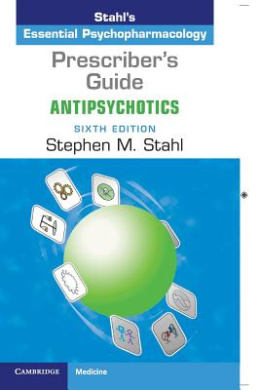 Stahl's
Essential Psychopharmacology
Prescriber's
Guide
ANTIPSYCHOTICS
SIXTH EDITION
Stephen M. Stahl
CAMBRIDGE Medicine